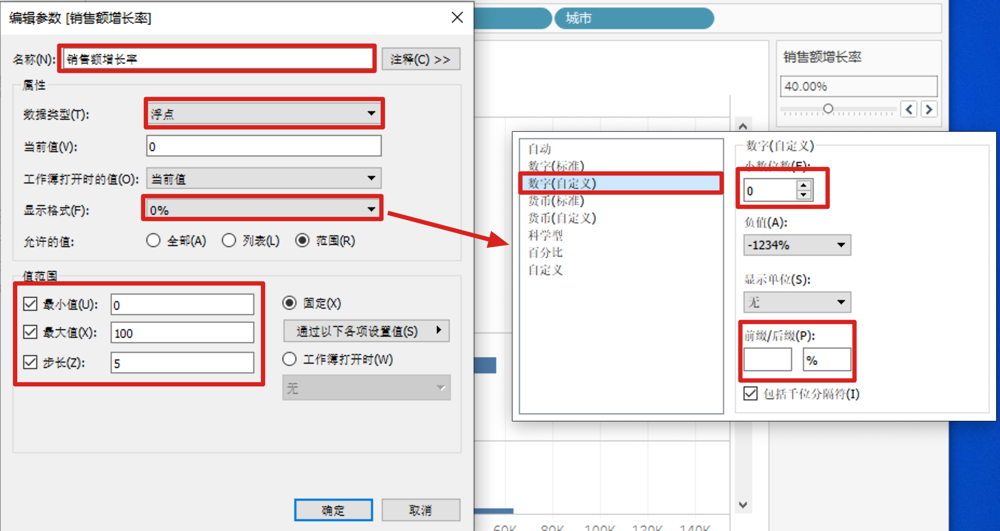 编辑参数 [销售额增长率]
名称(N):
销售额增长率
注释(C) >>
属性
数据类型(T):
浮点
当前值(V):
0
工作簿打开时的值(O):
当前值
显示格式(F):
0%
允许的值:
全部(A)
列表(L)
范围(R)
值范围
最小值(U):
0
最大值(X):
100
步长(Z):
5
固定(X)
通过以下各项设置值(S)
工作簿打开时(W)
无
确定
取消
城市
销售额增长率
40.00%
自动
数字(标准)
数字(自定义)
货币(标准)
货币(自定义)
科学型
百分比
自定义
数字(自定义)
小数位数(E):
0
负值(A):
-1234%
显示单位(S):
无
前缀/后缀(P):
%
包括千位分隔符(I)
60K
80K
100K
120K
140K